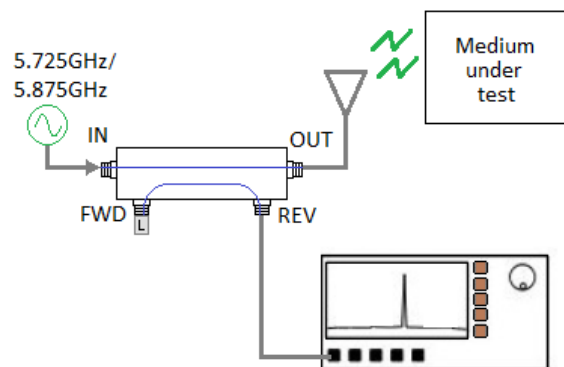 5.725GHz/
5.875GHz
Medium
under
test
IN
OUT
FWD
L
REV